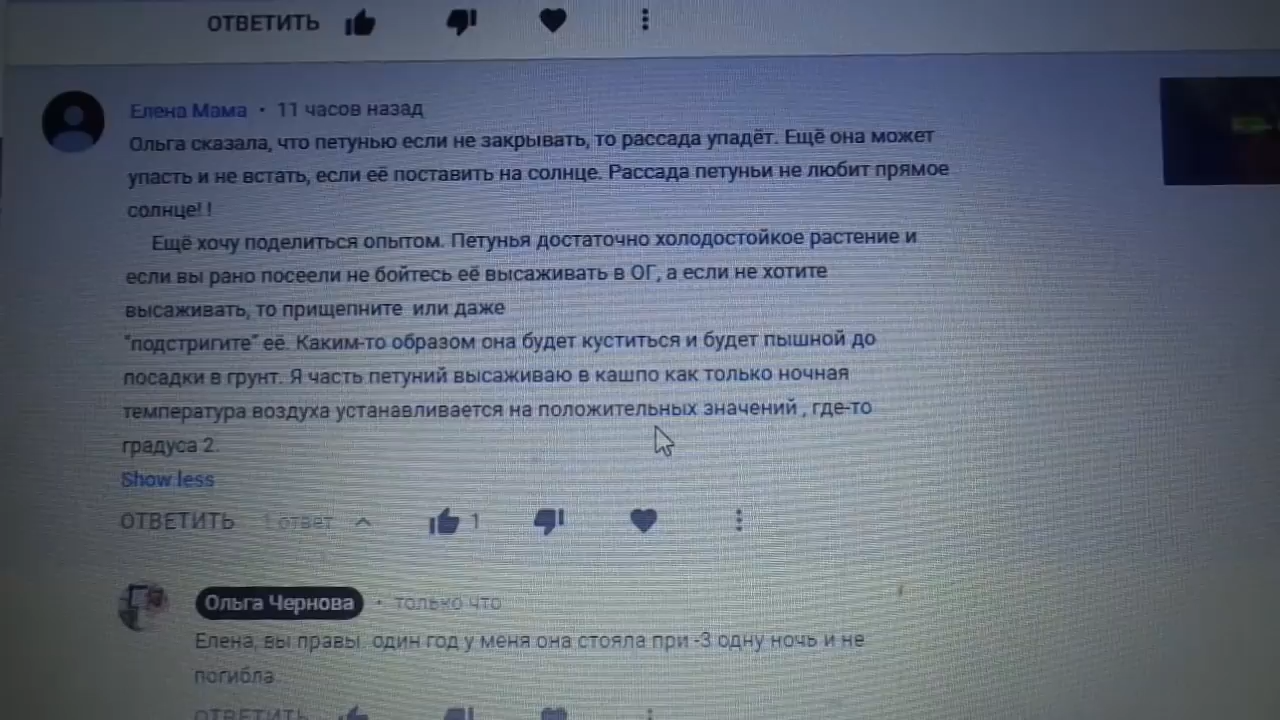 ОТВЕТИТЬ
Елена Мама • 11 часов назад
Ольга сказала, что петунью если не закрывать, то рассада упадёт. Ещё она может
упасть и не встать, если её поставить на солнце. Рассада петуньи не любит прямое
солнце! !
Ещё хочу поделиться опытом. Петунья достаточно холодостойкое растение и
если вы рано посеели не бойтесь её высаживать в ОГ, а если не хотите
высаживать, то прищепните или даже
"подстригите" её. Каким-то образом она будет куститься и будет пышной до
посадки в грунт. Я часть петуний высаживаю в кашпо как только ночная
температура воздуха устанавливается на положительных значений , где-то
градуса 2.
Show less
ОТВЕТИТЬ 1 ответ 1
Ольга Чернова • только что
Елена, вы правы. один год у меня она стояла при -3 одну ночь и не
погибла.
ОТВЕТИТЬ